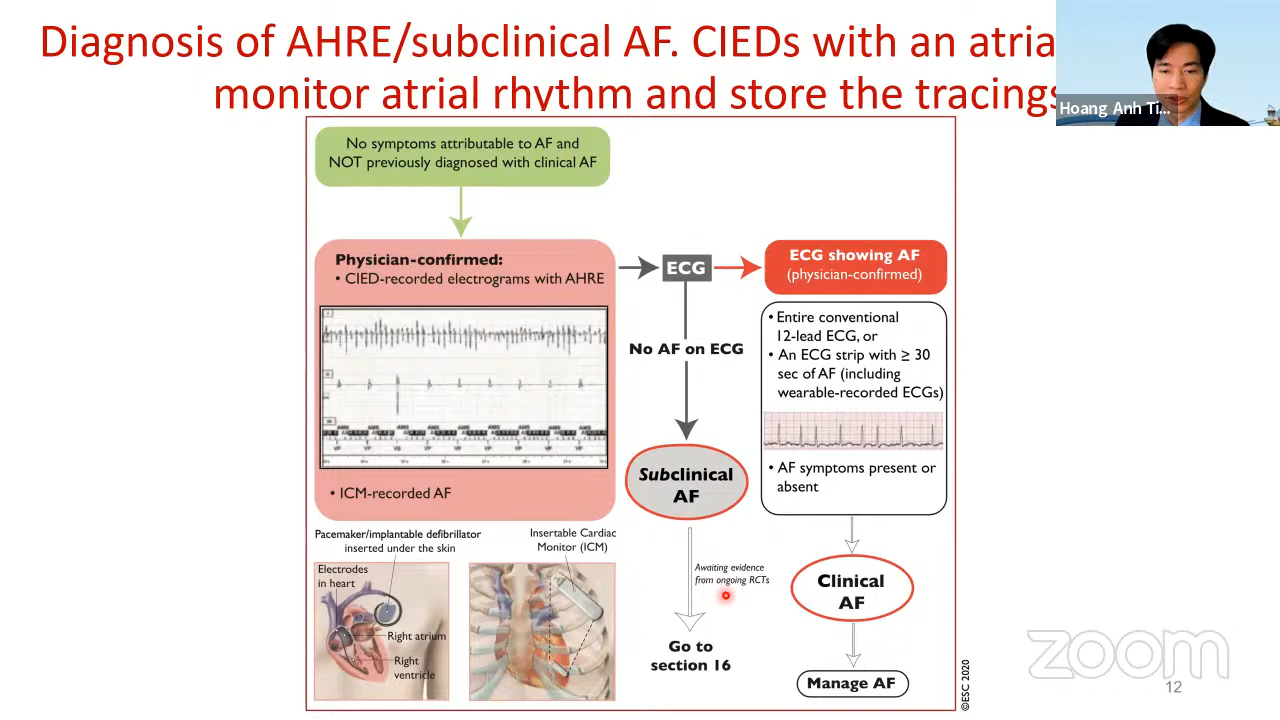 Diagnosis of AHRE/subclinical AF. CIEDs with an atria
monitor atrial rhythm and store the tracings
Hoang Anh Ti...
No symptoms attributable to AF and
NOT previously diagnosed with clinical AF
Physician-confirmed:
• CIED-recorded electrograms with AHRE
• ICM-recorded AF
ECG
No AF on ECG
Subclinical
AF
Awaiting evidence
from ongoing RCTs
Go to
section 16
ECG showing AF
(physician-confirmed)
• Entire conventional
12-lead ECG, or
• An ECG strip with ≥ 30
sec of AF (including
wearable-recorded ECGs)
• AF symptoms present or
absent
Clinical
AF
Manage AF
Pacemaker/implantable defibrillator
inserted under the skin
Electrodes
in heart
Right atrium
Right
ventricle
Insertable Cardiac
Monitor (ICM)
©ESC 2020
zoom
12